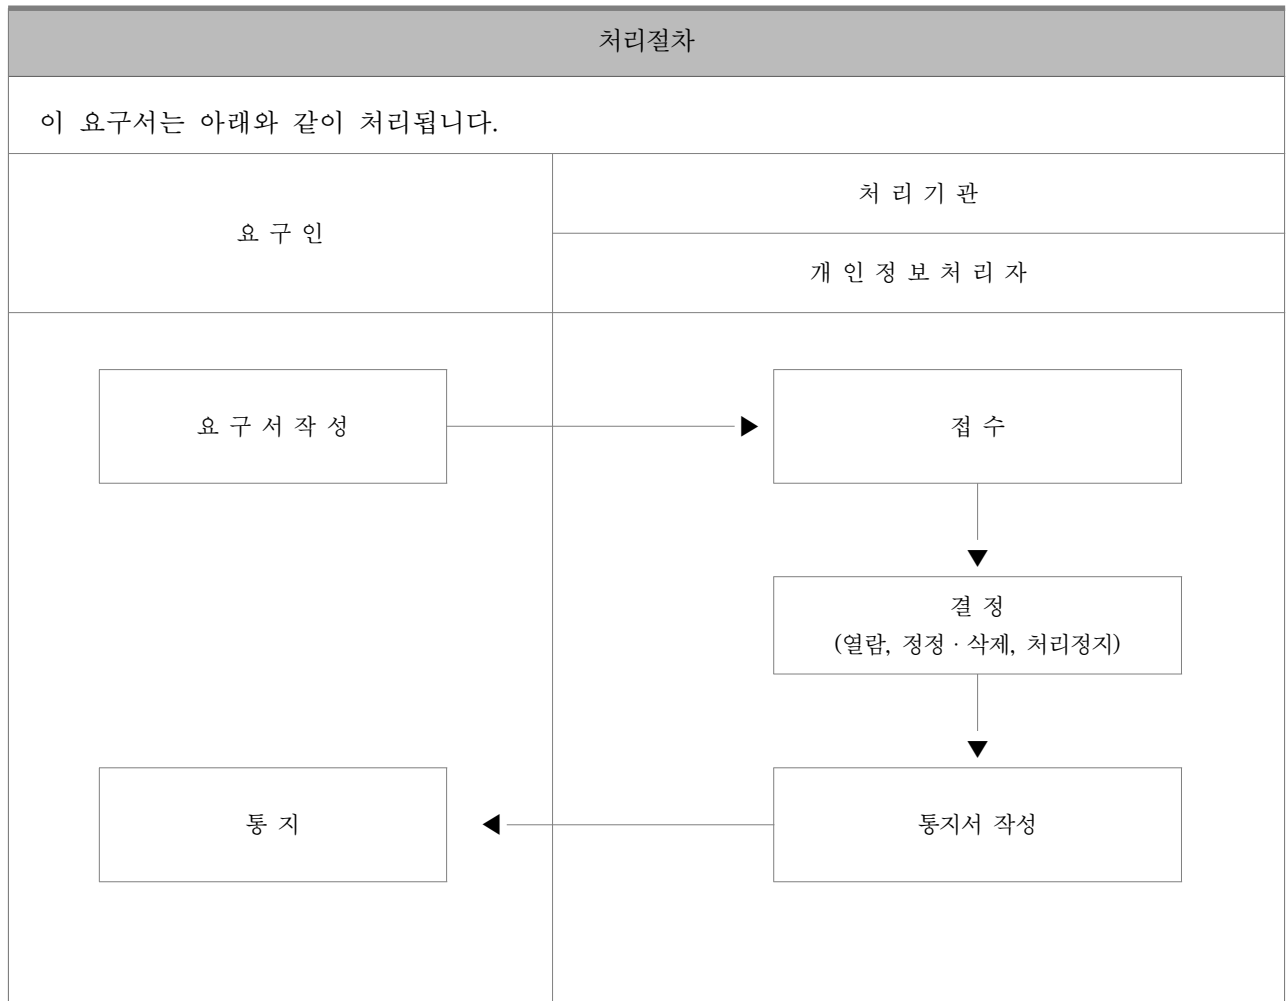 처리절차
이 요구서는 아래와 같이 처리됩니다.
요 구 인
처 리 기 관
개 인 정 보 처 리 자
요 구 서 작 성
접 수
결 정
(열람, 정정 · 삭제, 처리정지)
통 지
통지서 작성